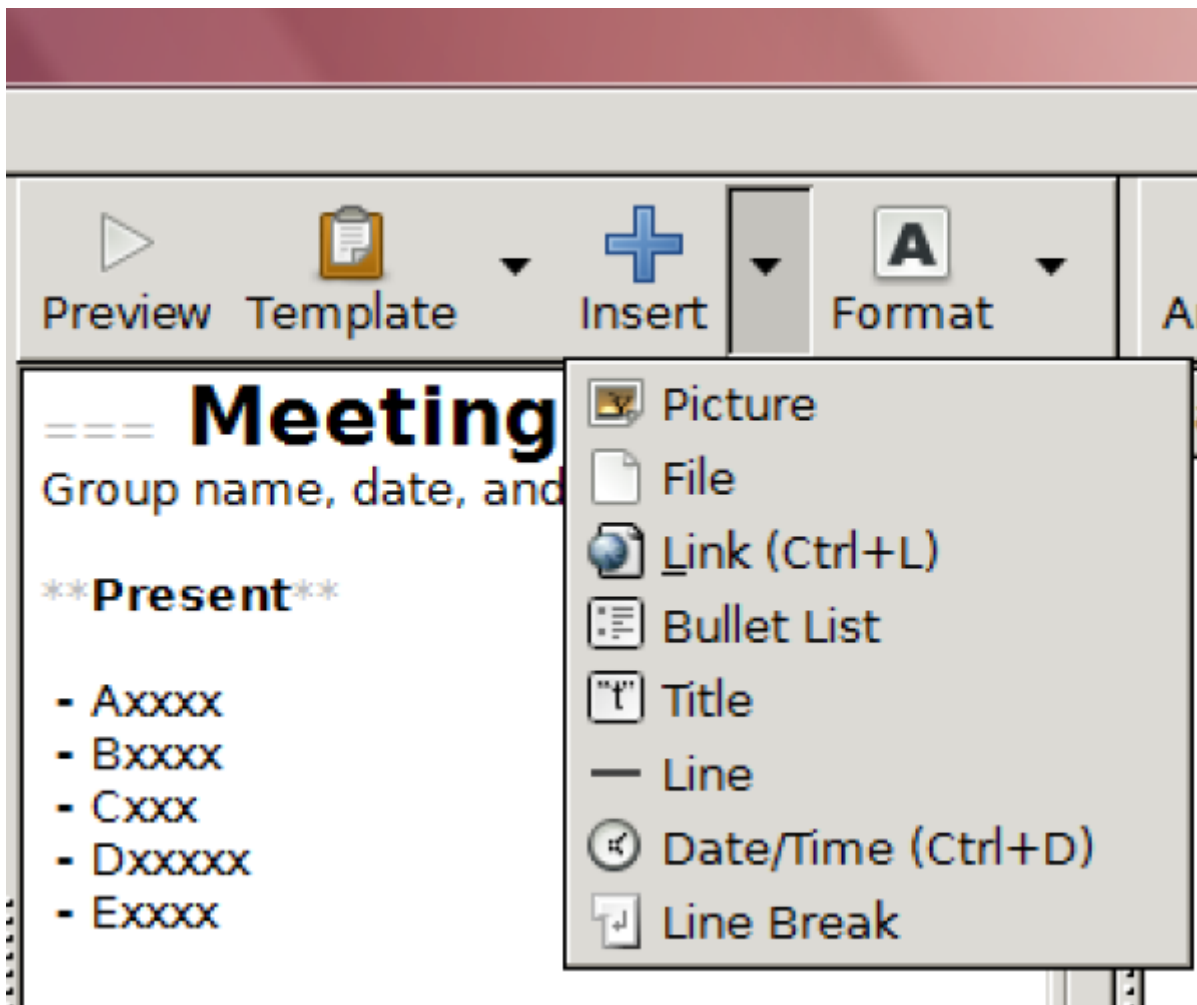 Preview Template Insert Format
=== Meeting
Group name, date, and
**Present**
- Axxxx
- Bxxxx
- Cxxx
- Dxxxxx
- Exxxx
Picture
File
Link (Ctrl+L)
Bullet List
"t" Title
Line
Date/Time (Ctrl+D)
Line Break